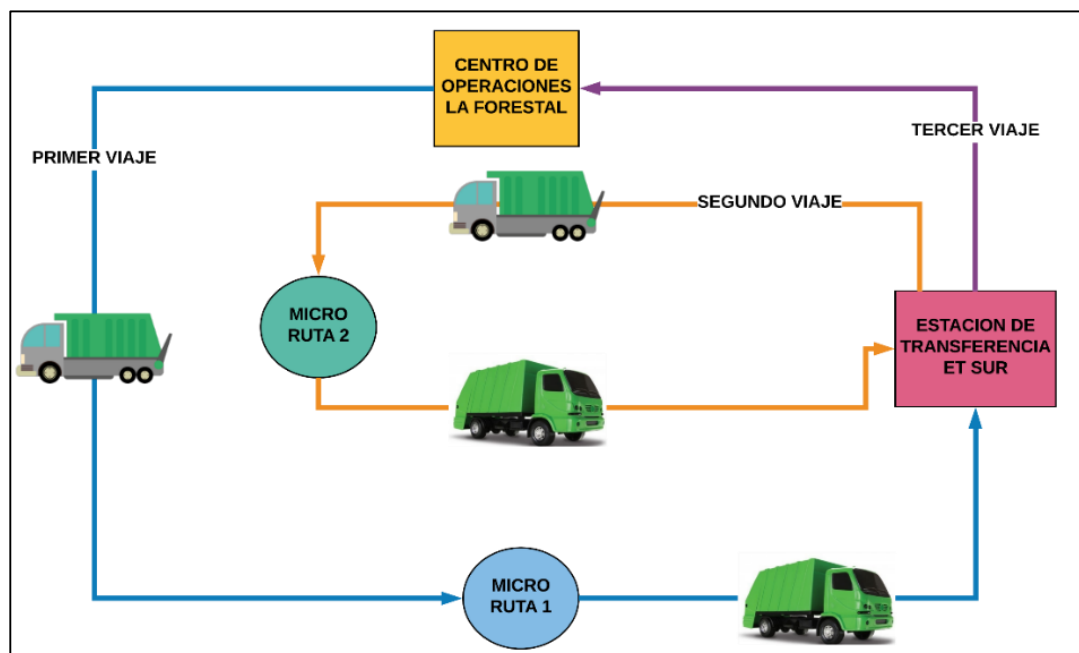 CENTRO DE
OPERACIONES
LA FORESTAL
TERCER VIAJE
PRIMER VIAJE
SEGUNDO VIAJE
MICRO
RUTA 2
ESTACION DE
TRANSFERENCIA
ET SUR
MICRO
RUTA 1